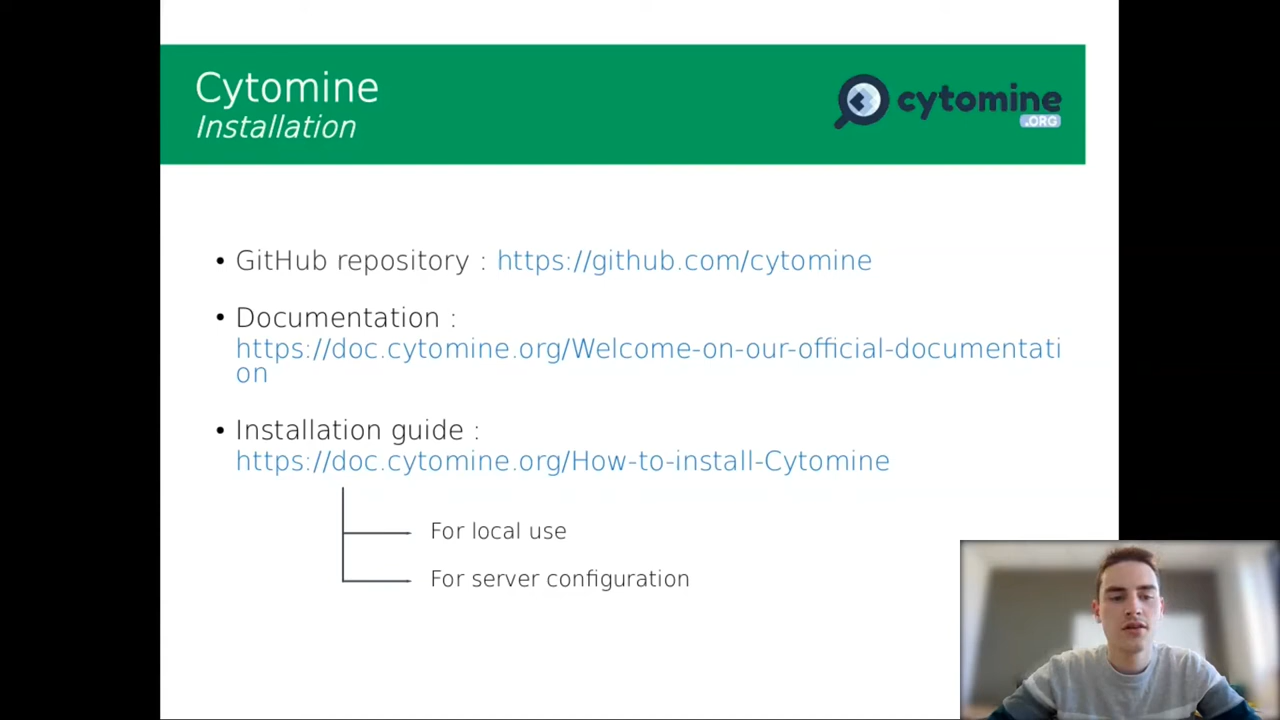 Cytomine
Installation
cytomine
.ORG
• GitHub repository : https://github.com/cytomine
• Documentation :
https://doc.cytomine.org/Welcome-on-our-official-documentati
on
• Installation guide :
https://doc.cytomine.org/How-to-install-Cytomine
For local use
For server configuration